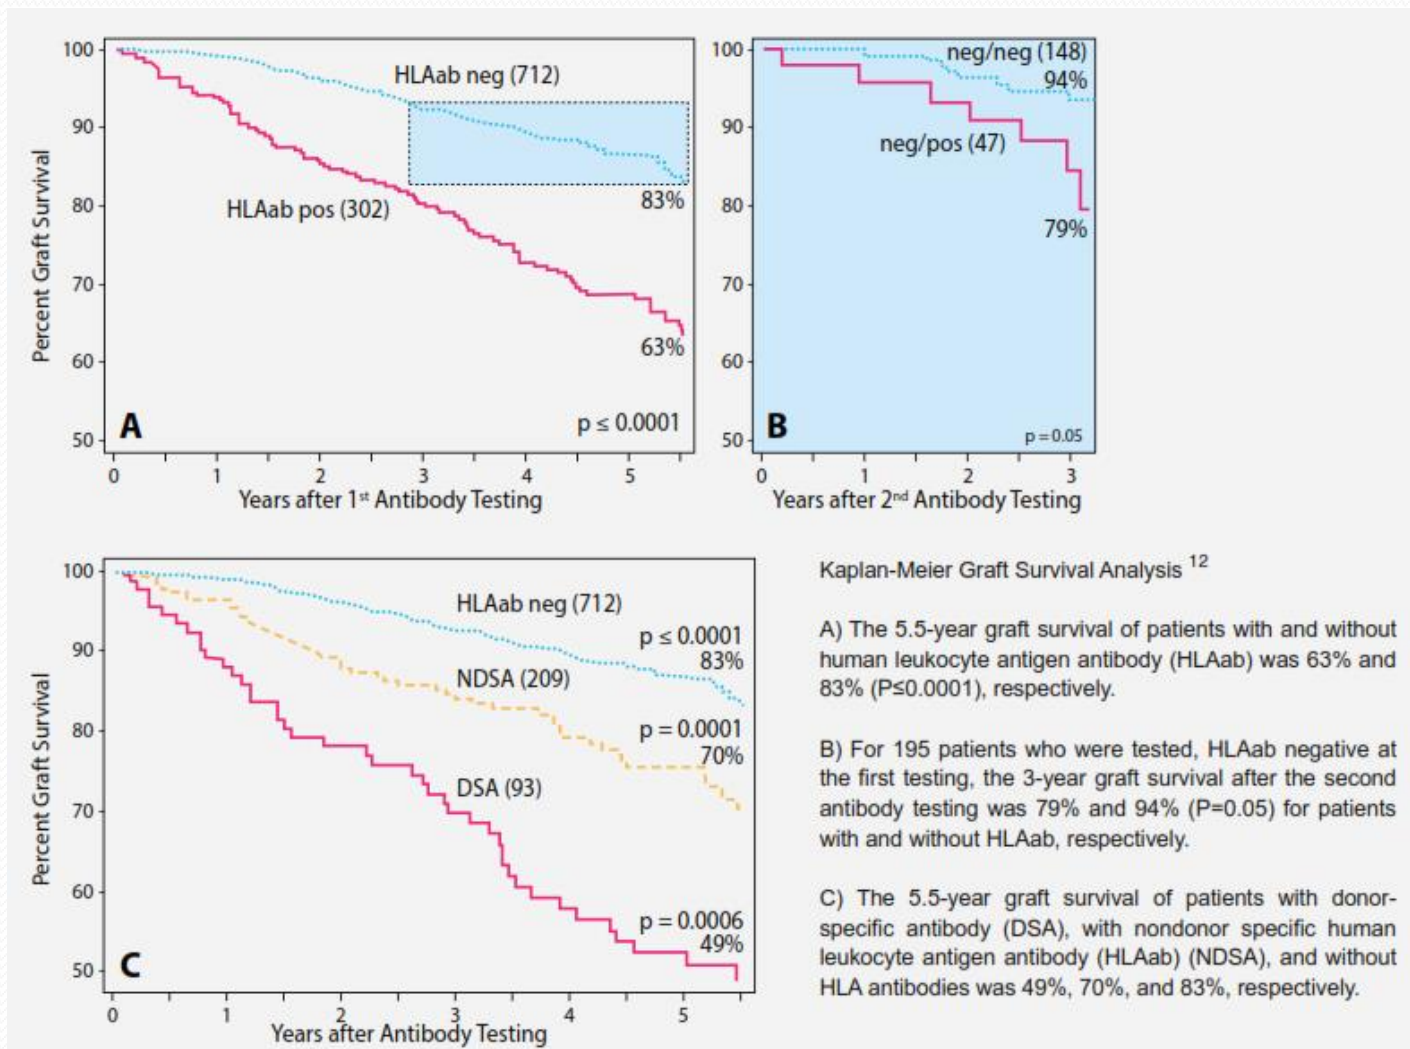 100
90
80
70
60
50
Percent Graft Survival
HLAab neg (712)
HLAab pos (302)
83%
63%
p ≤ 0.0001
A
0 1 2 3 4 5
Years after 1st Antibody Testing
100
90
80
70
60
50
neg/neg (148)
94%
neg/pos (47)
79%
B
p = 0.05
0 1 2 3
Years after 2nd Antibody Testing
100
90
80
70
60
50
Percent Graft Survival
HLAab neg (712)
p ≤ 0.0001
83%
NDSA (209)
p = 0.0001
70%
DSA (93)
p = 0.0006
49%
C
0 1 2 3 4 5
Years after Antibody Testing
Kaplan-Meier Graft Survival Analysis 12
A) The 5.5-year graft survival of patients with and without
human leukocyte antigen antibody (HLAab) was 63% and
83% (P≤0.0001), respectively.
B) For 195 patients who were tested, HLAab negative at
the first testing, the 3-year graft survival after the second
antibody testing was 79% and 94% (P=0.05) for patients
with and without HLAab, respectively.
C) The 5.5-year graft survival of patients with donor-
specific antibody (DSA), with nondonor specific human
leukocyte antigen antibody (HLAab) (NDSA), and without
HLA antibodies was 49%, 70%, and 83%, respectively.